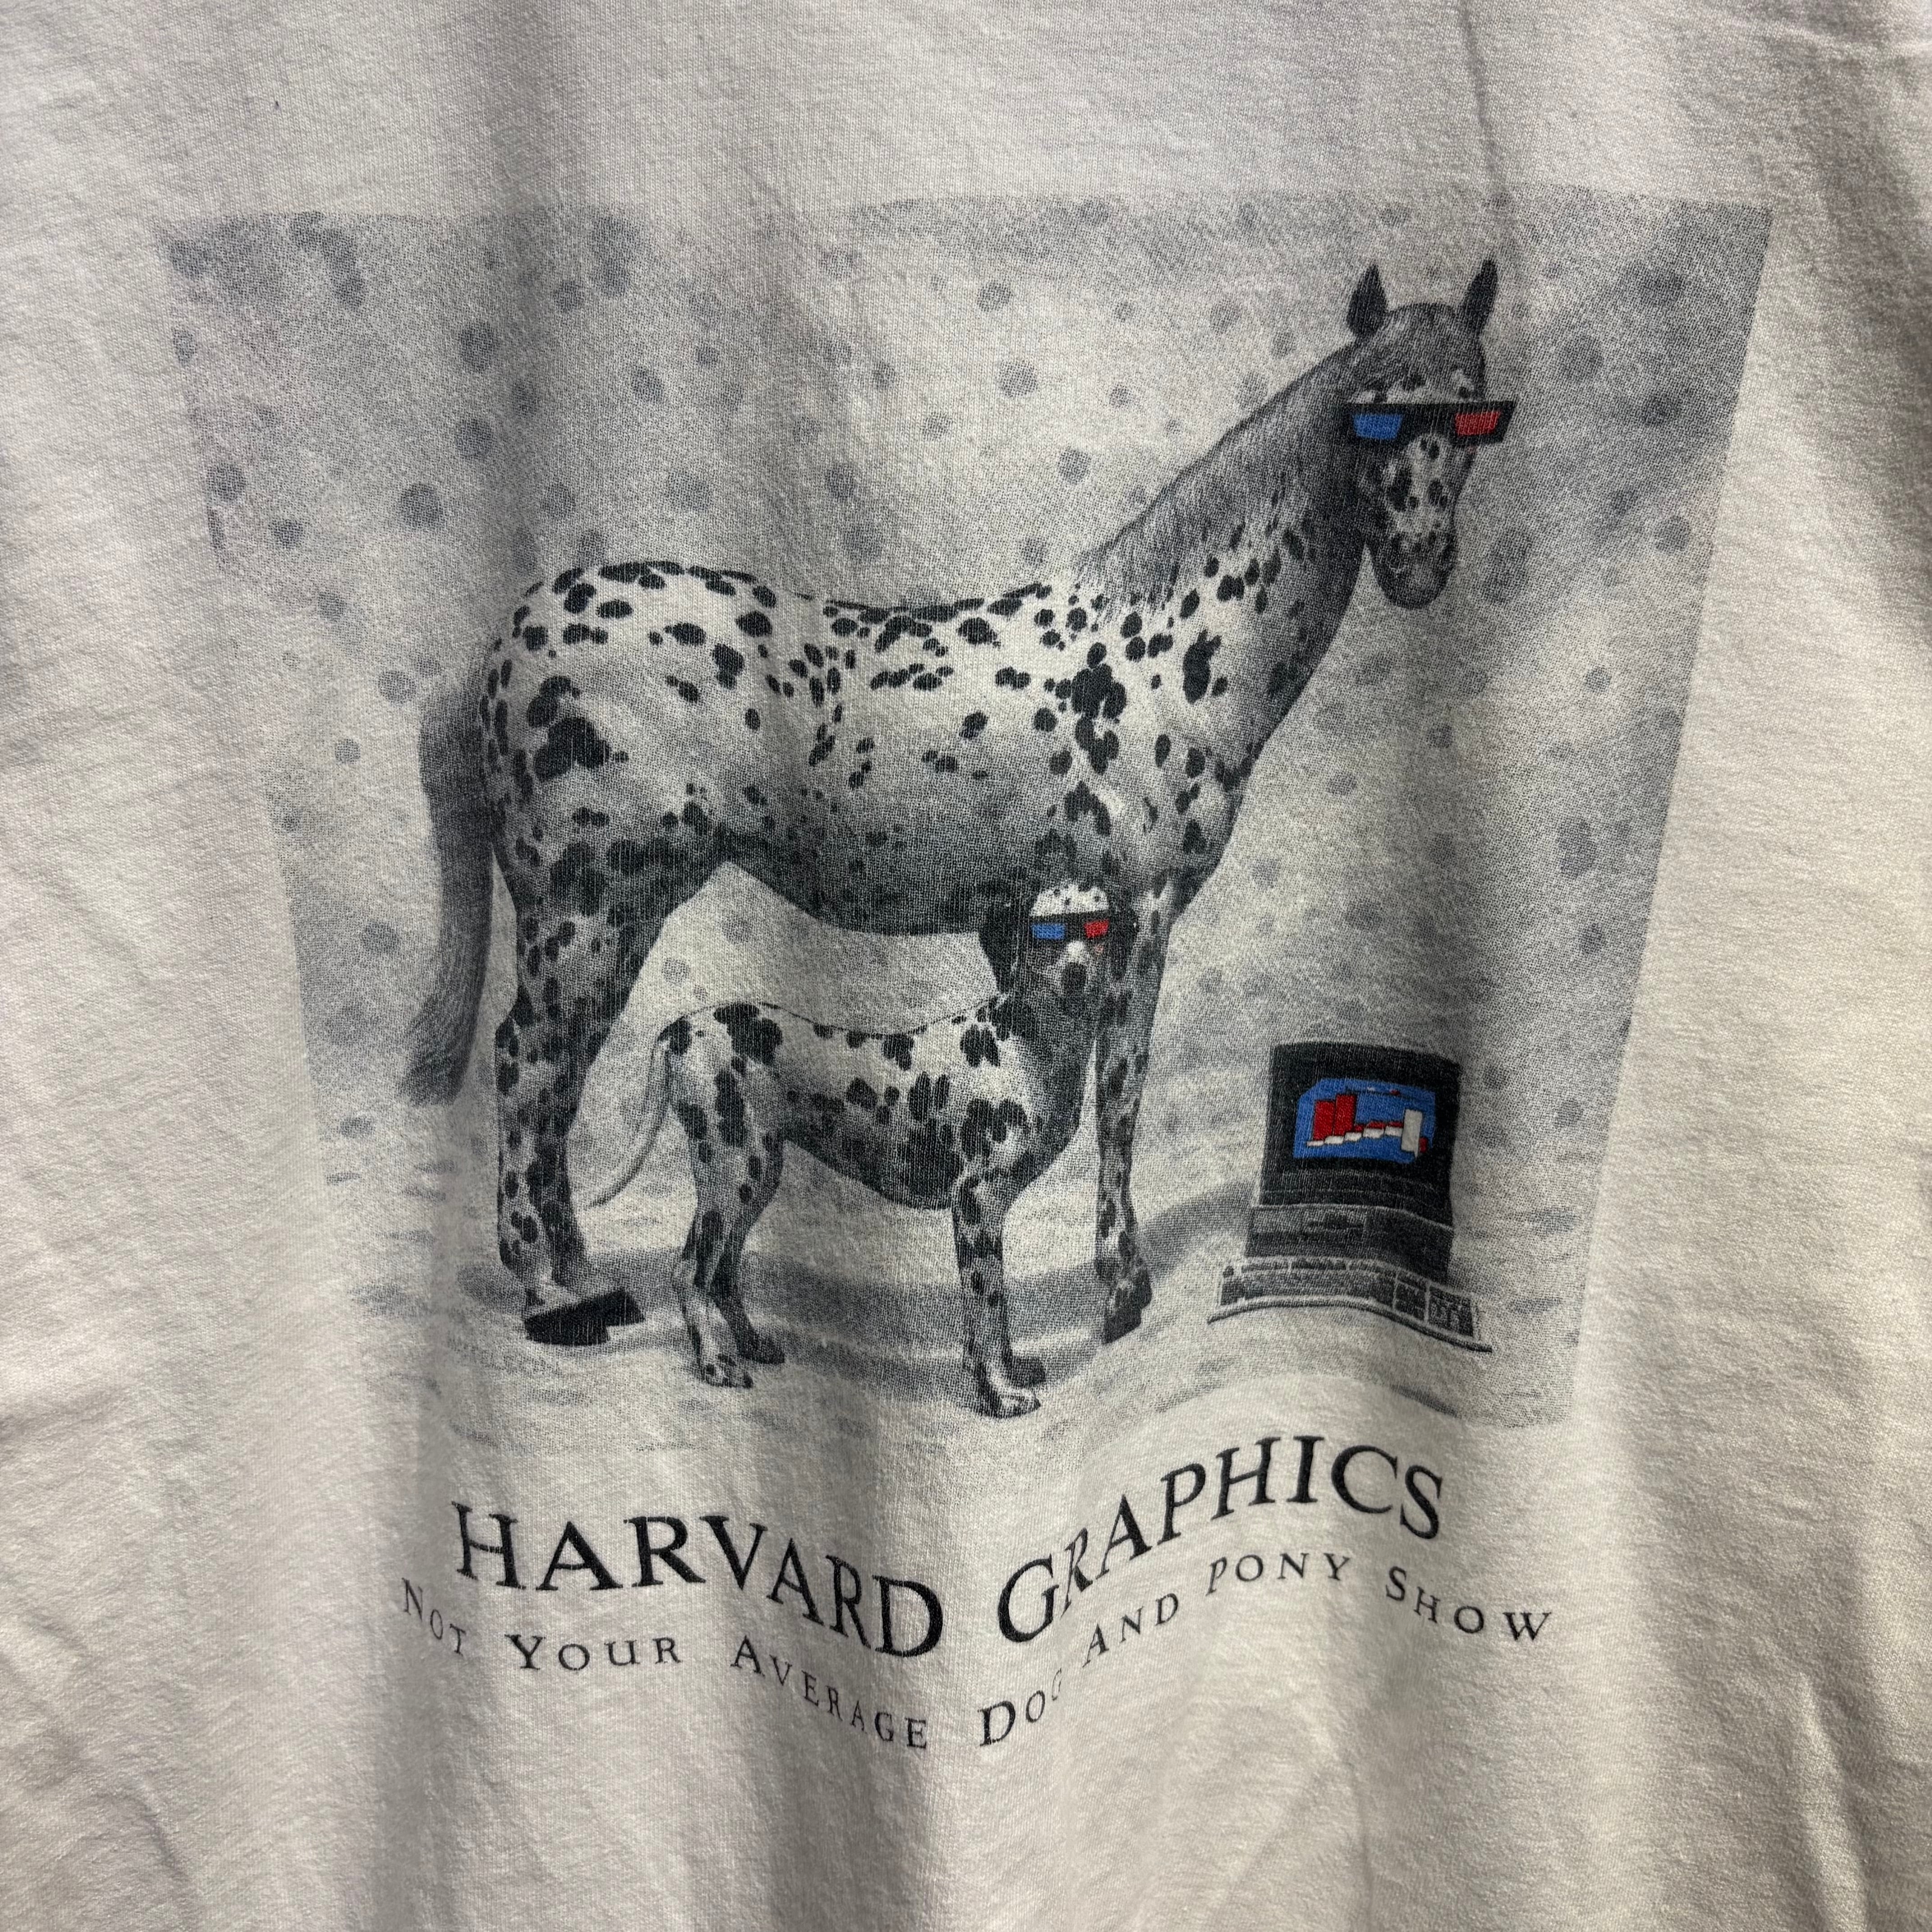 HARVARD GRAPHICS
NOT YOUR AVERAGE DOG AND PONY SHOW